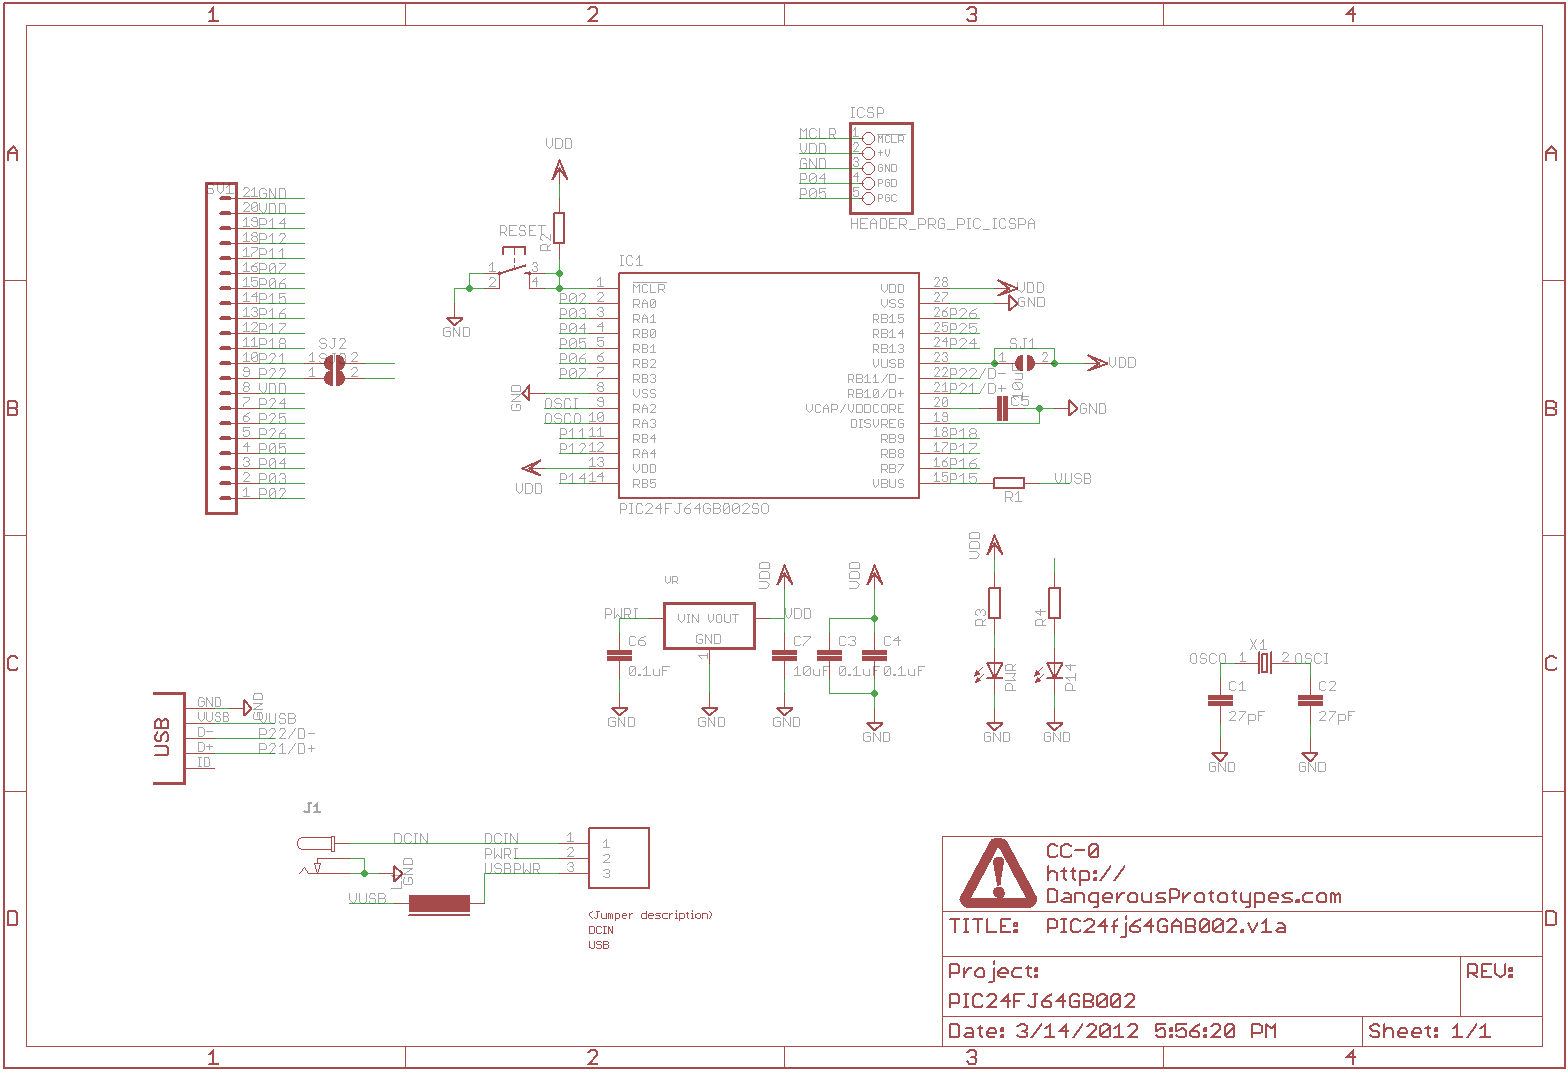 1 2 3 4
A A
B B
C C
D D
ICSP
MCLR 1 MCLR
VDD 2 +V
GND 3 GND
P04 4 PGD
P05 5 PGC
HEADER_PRG_PIC_ICSPA
SV1
21 GND
20 VDD
19 P14
18 P12
17 P11
16 P07
15 P06
14 P15
13 P16
12 P17
11 P18
10 P21
9 P22
8 VDD
7 P24
6 P25
5 P26
4 P05
3 P04
2 P03
1 P02
SJ2
1 2
1 2
VDD
R2
RESET
1 3
2 4
GND
IC1
1 MCLR
P02 2 RA0
P03 3 RA1
P04 4 RB0
P05 5 RB1
P06 6 RB2
P07 7 RB3
GND 8 VSS
OSCI 9 RA2
OSCO 10 RA3
P11 11 RB4
P12 12 RA4
VDD 13 VDD
P14 14 RB5
VDD 28 VDD
VSS 27 GND
RB15 26 P26
RB14 25 P25
RB13 24 P24
VUSB 23
RB11/D- 22 P22/D-
RB10/D+ 21 P21/D+
VCAP/VDDCORE 20
DISVREG 19
RB9 18 P18
RB8 17 P17
RB7 16 P16
VBUS 15 P15
PIC24FJ64GB002SO
SJ1
1 2
VDD
10uF
C5
GND
VUSB
R1
VR
PWRI
VIN VOUT
GND
1
VDD
VDD
C6
0.1uF
GND
GND
C7
10uF
GND
VDD
C3
0.1uF
C4
0.1uF
GND
VDD
R3
PWR
GND
R4
P14
GND
X1
OSCO 1 2 OSCI
C1
27pF
GND
C2
27pF
GND
USB
GND GND
VUSB VUSB
D- P22/D-
D+ P21/D+
ID
J1
DCIN DCIN 1 1
PWRI 2 2
USBPWR 3 3
GND
L
VUSB
(Jumper description)
DCIN
USB
CC-0
http://
DangerousPrototypes.com
TITLE: PIC24fj64GAB002.v1a
Project:
REV:
PIC24FJ64GB002
Date: 3/14/2012 5:56:20 PM
Sheet: 1/1
1 2 3 4